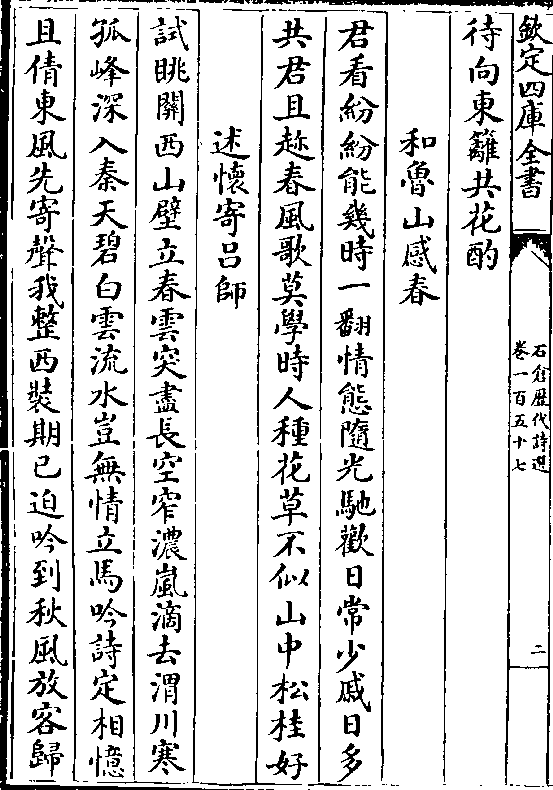 欽定四庫全書
石倉歷代詩選
卷一百五十七
二
待向東籬共花酌
和魯山感春
君看紛紛能幾時一翻情態隨光馳歡日常少戚日多
共君且趂春風歌莫學時人種花草不似山中松桂好
述懷寄呂師
試眺關西山壁立春雲突盡長空窄濃嵐滴去渭川寒
孤峰深入秦天碧白雲流水豈無情立馬吟詩定相憶
且倩東風先寄聲我整西裝期已迫吟到秋風放客歸